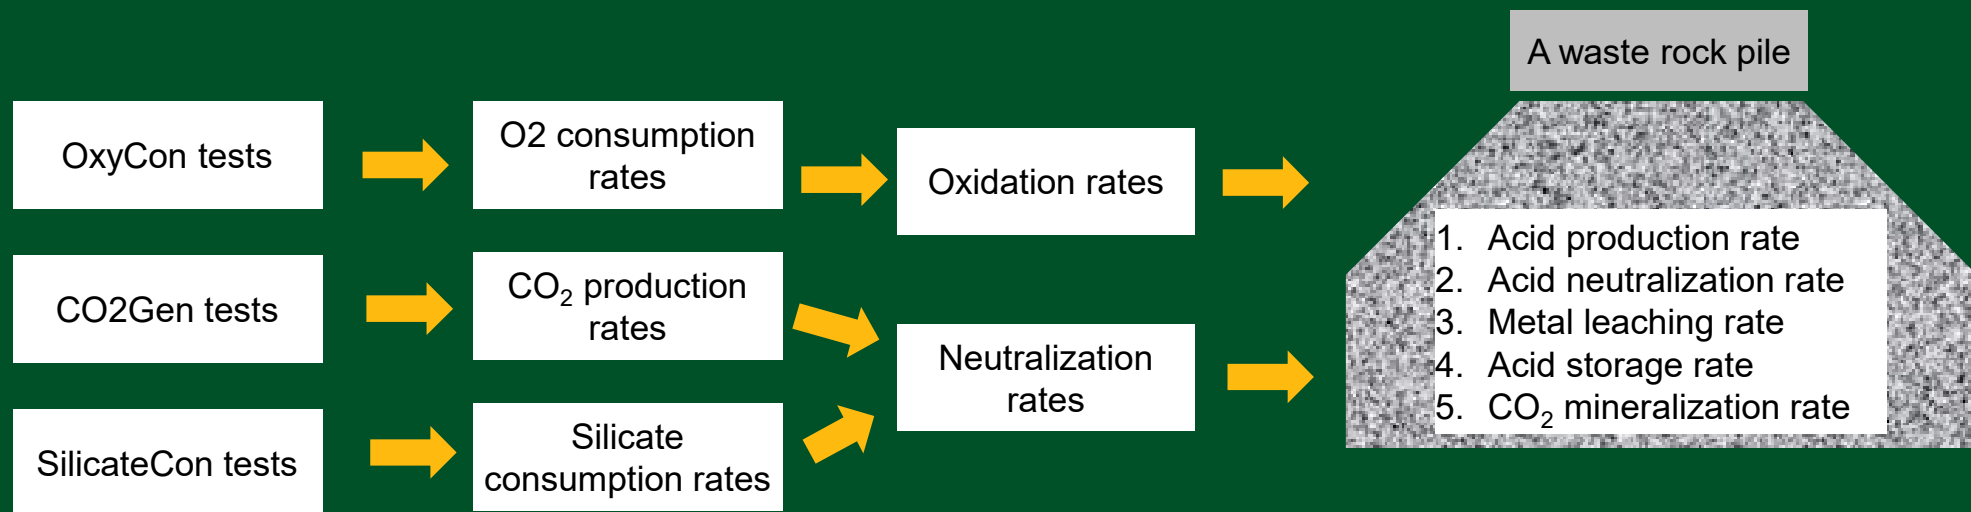 A waste rock pile
OxyCon tests
O2 consumption
rates
Oxidation rates
CO2Gen tests
CO₂ production
rates
Neutralization
rates
SilicateCon tests
Silicate
consumption rates
1. Acid production rate
2. Acid neutralization rate
3. Metal leaching rate
4. Acid storage rate
5. CO₂ mineralization rate